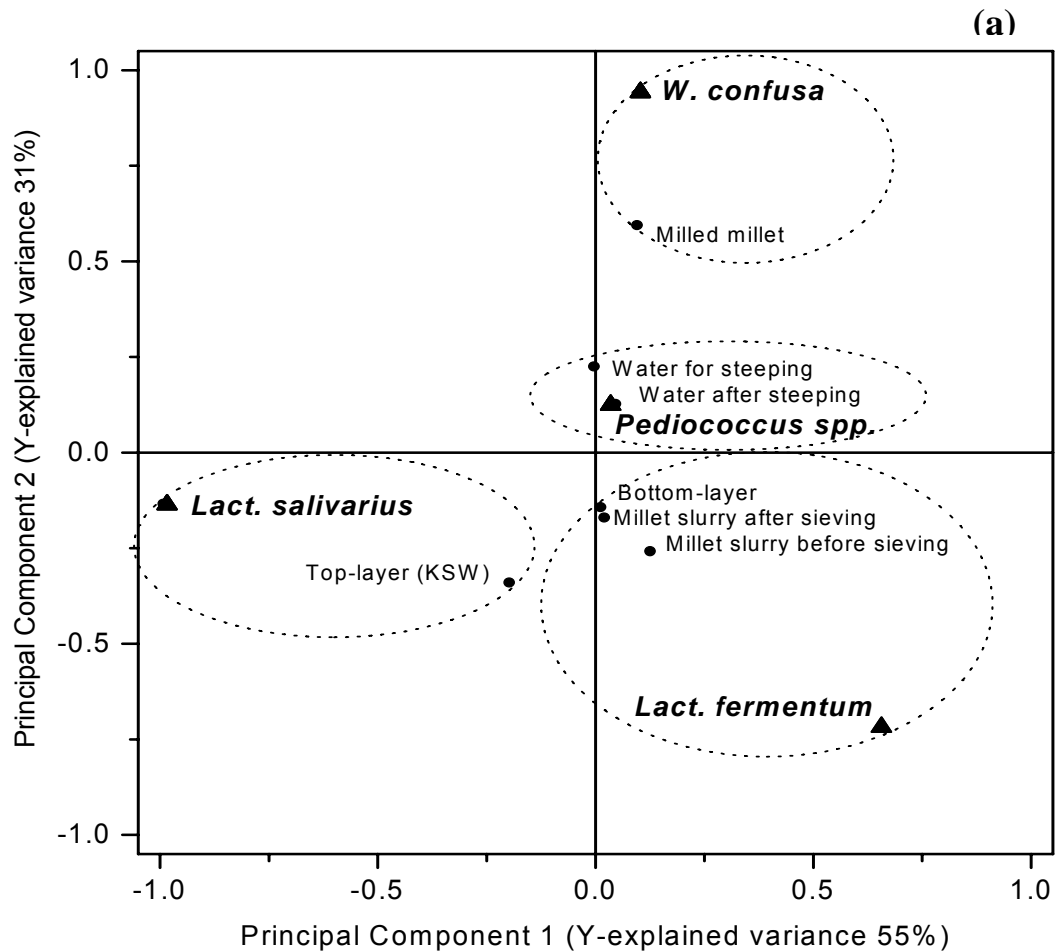 (a)
1.0
W. confusa
Milled millet
0.5
Water for steeping
Water after steeping
Pediococcus spp.
0.0
Bottom-layer
Lact. salivarius
Millet slurry after sieving
Millet slurry before sieving
Top-layer (KSW)
-0.5
Lact. fermentum
-1.0
Principal Component 2 (Y-explained variance 31%)
-1.0 -0.5 0.0 0.5 1.0
Principal Component 1 (Y-explained variance 55%)